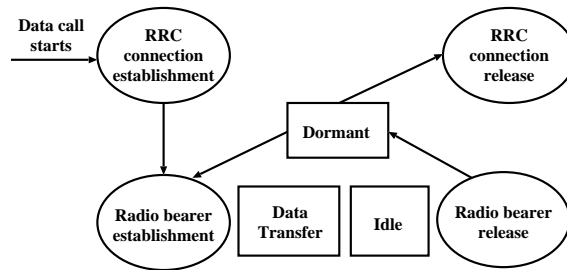 Data call
starts
RRC
connection
establishment
RRC
connection
release
Dormant
Radio bearer
establishment
Data
Transfer
Idle
Radio bearer
release